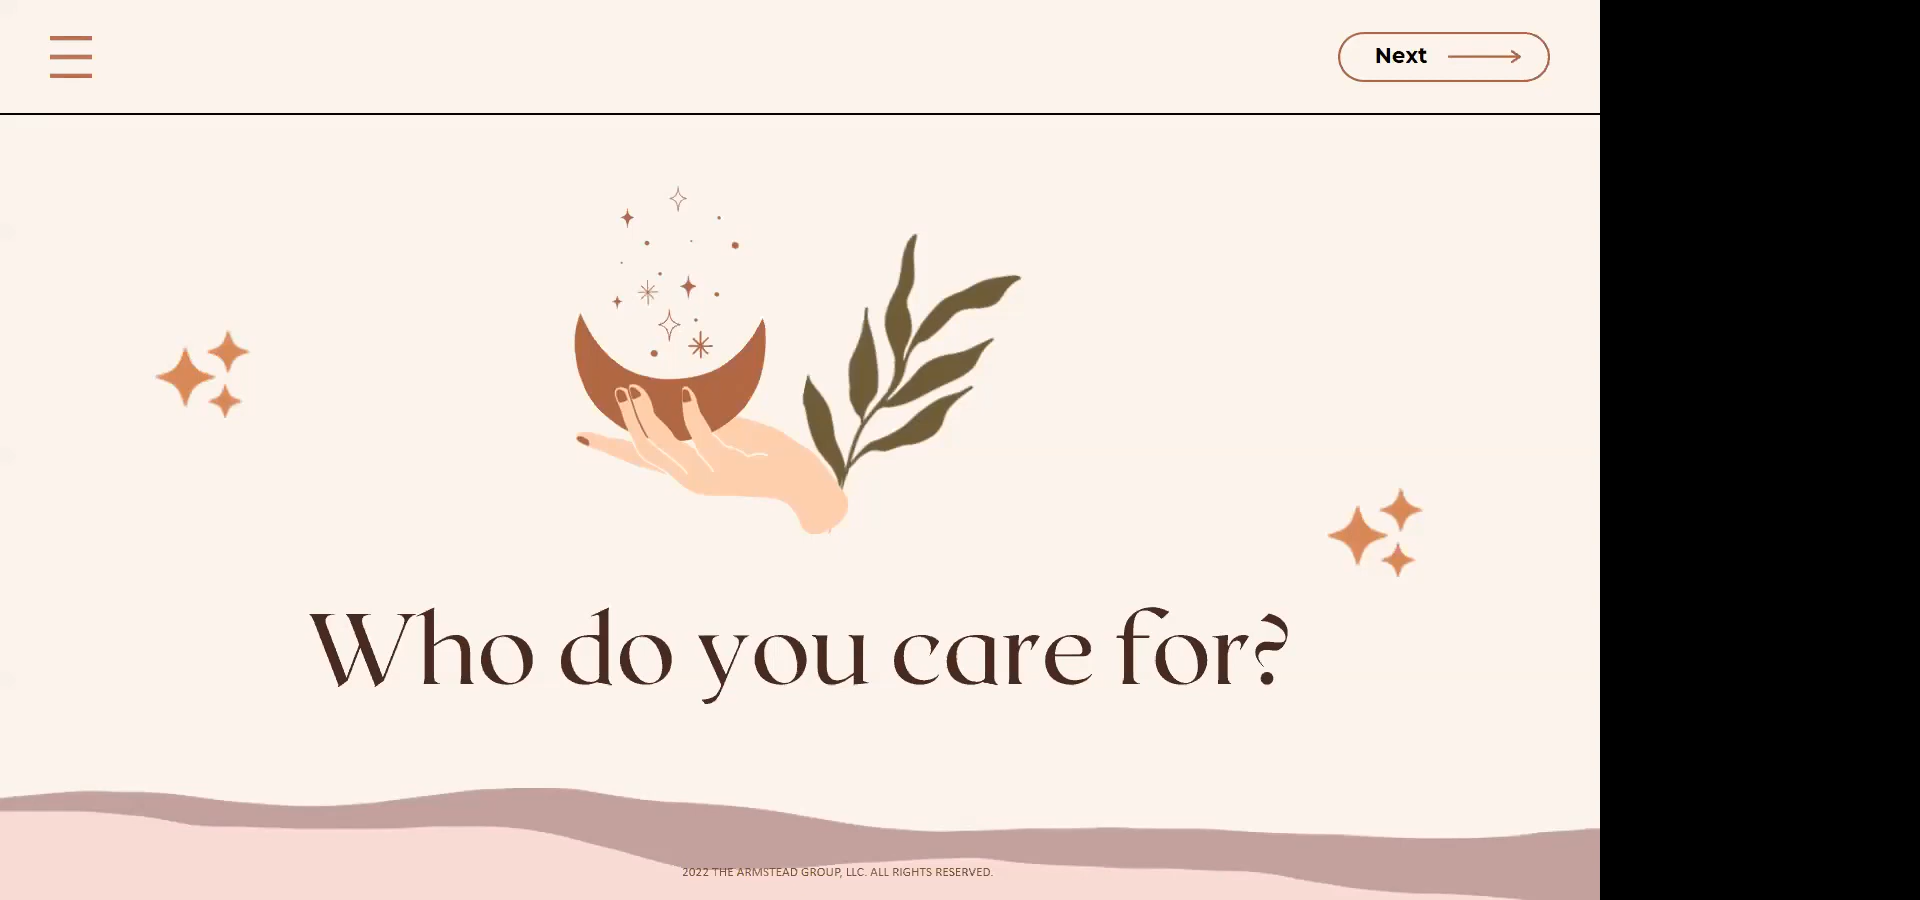 Next
Who do you care for?
2022 THE ARMSTEAD GROUP, LLC. ALL RIGHTS RESERVED.